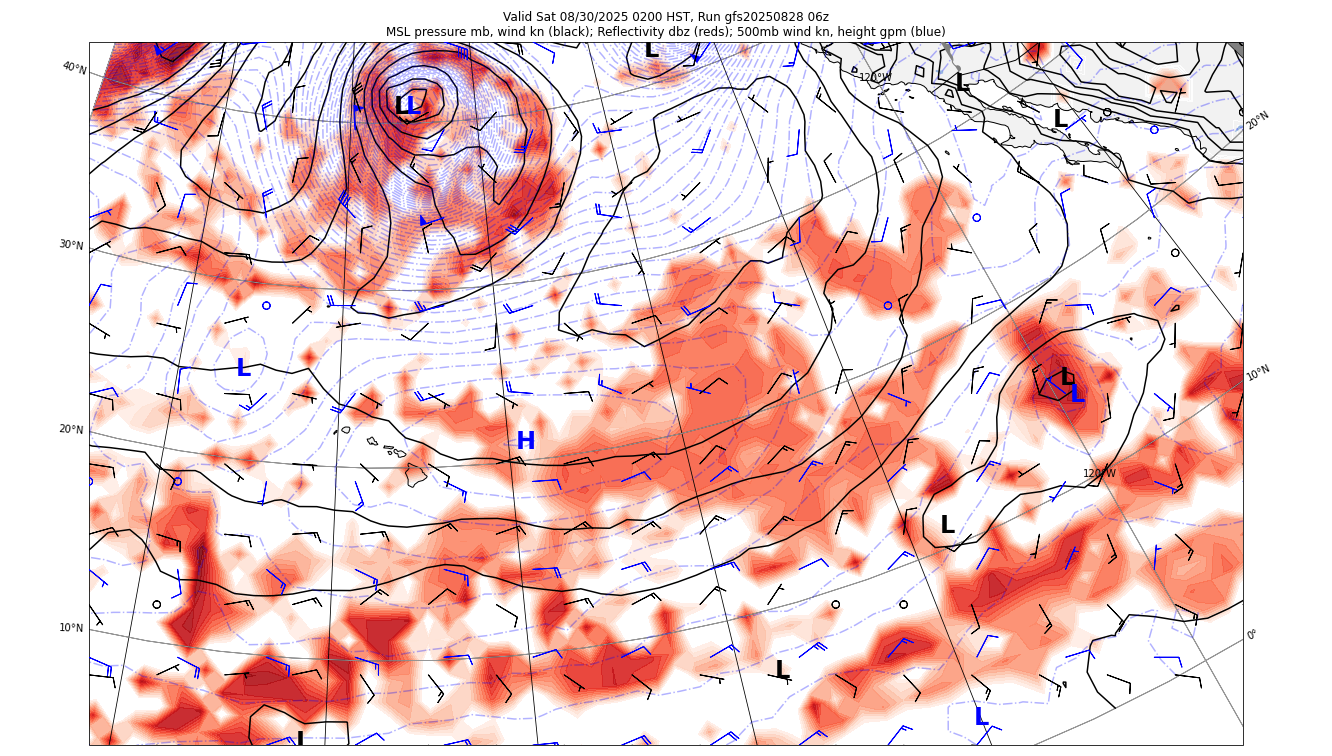 Valid Sat 08/30/2025 0200 HST, Run gfs20250828 06z
MSL pressure mb, wind kn (black); Reflectivity dbz (reds); 500mb wind kn, height gpm (blue)
L
40°N
120°W
L
L L
L
20°N
30°N
L
10°N
L
L
20°N
H
120°W
L
10°N
0°
L
L
L